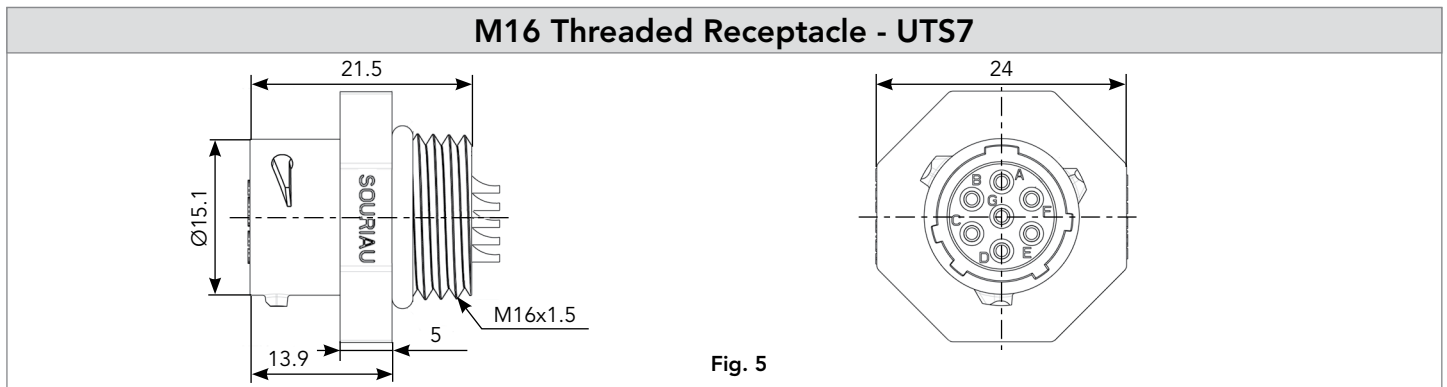 M16 Threaded Receptacle - UTS7
21.5
24
Ø15.1
SOURIAU
B A
G
C E
D E
M16x1.5
5
13.9
Fig. 5